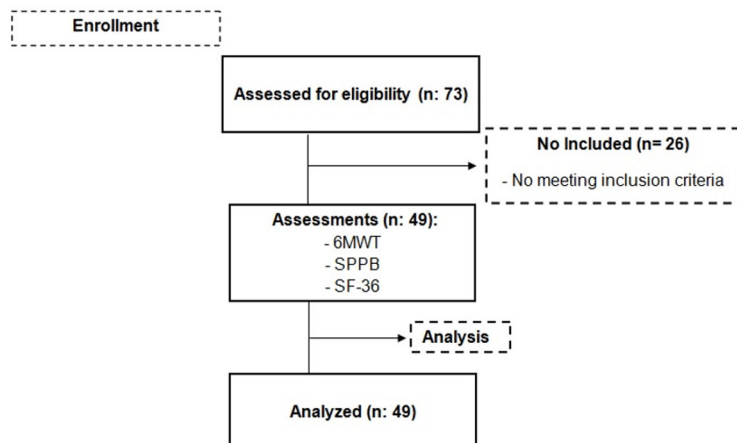 Enrollment
Assessed for eligibility (n: 73)
No Included (n= 26)
- No meeting inclusion criteria
Assessments (n: 49):
- 6MWT
- SPPB
- SF-36
Analysis
Analyzed (n: 49)